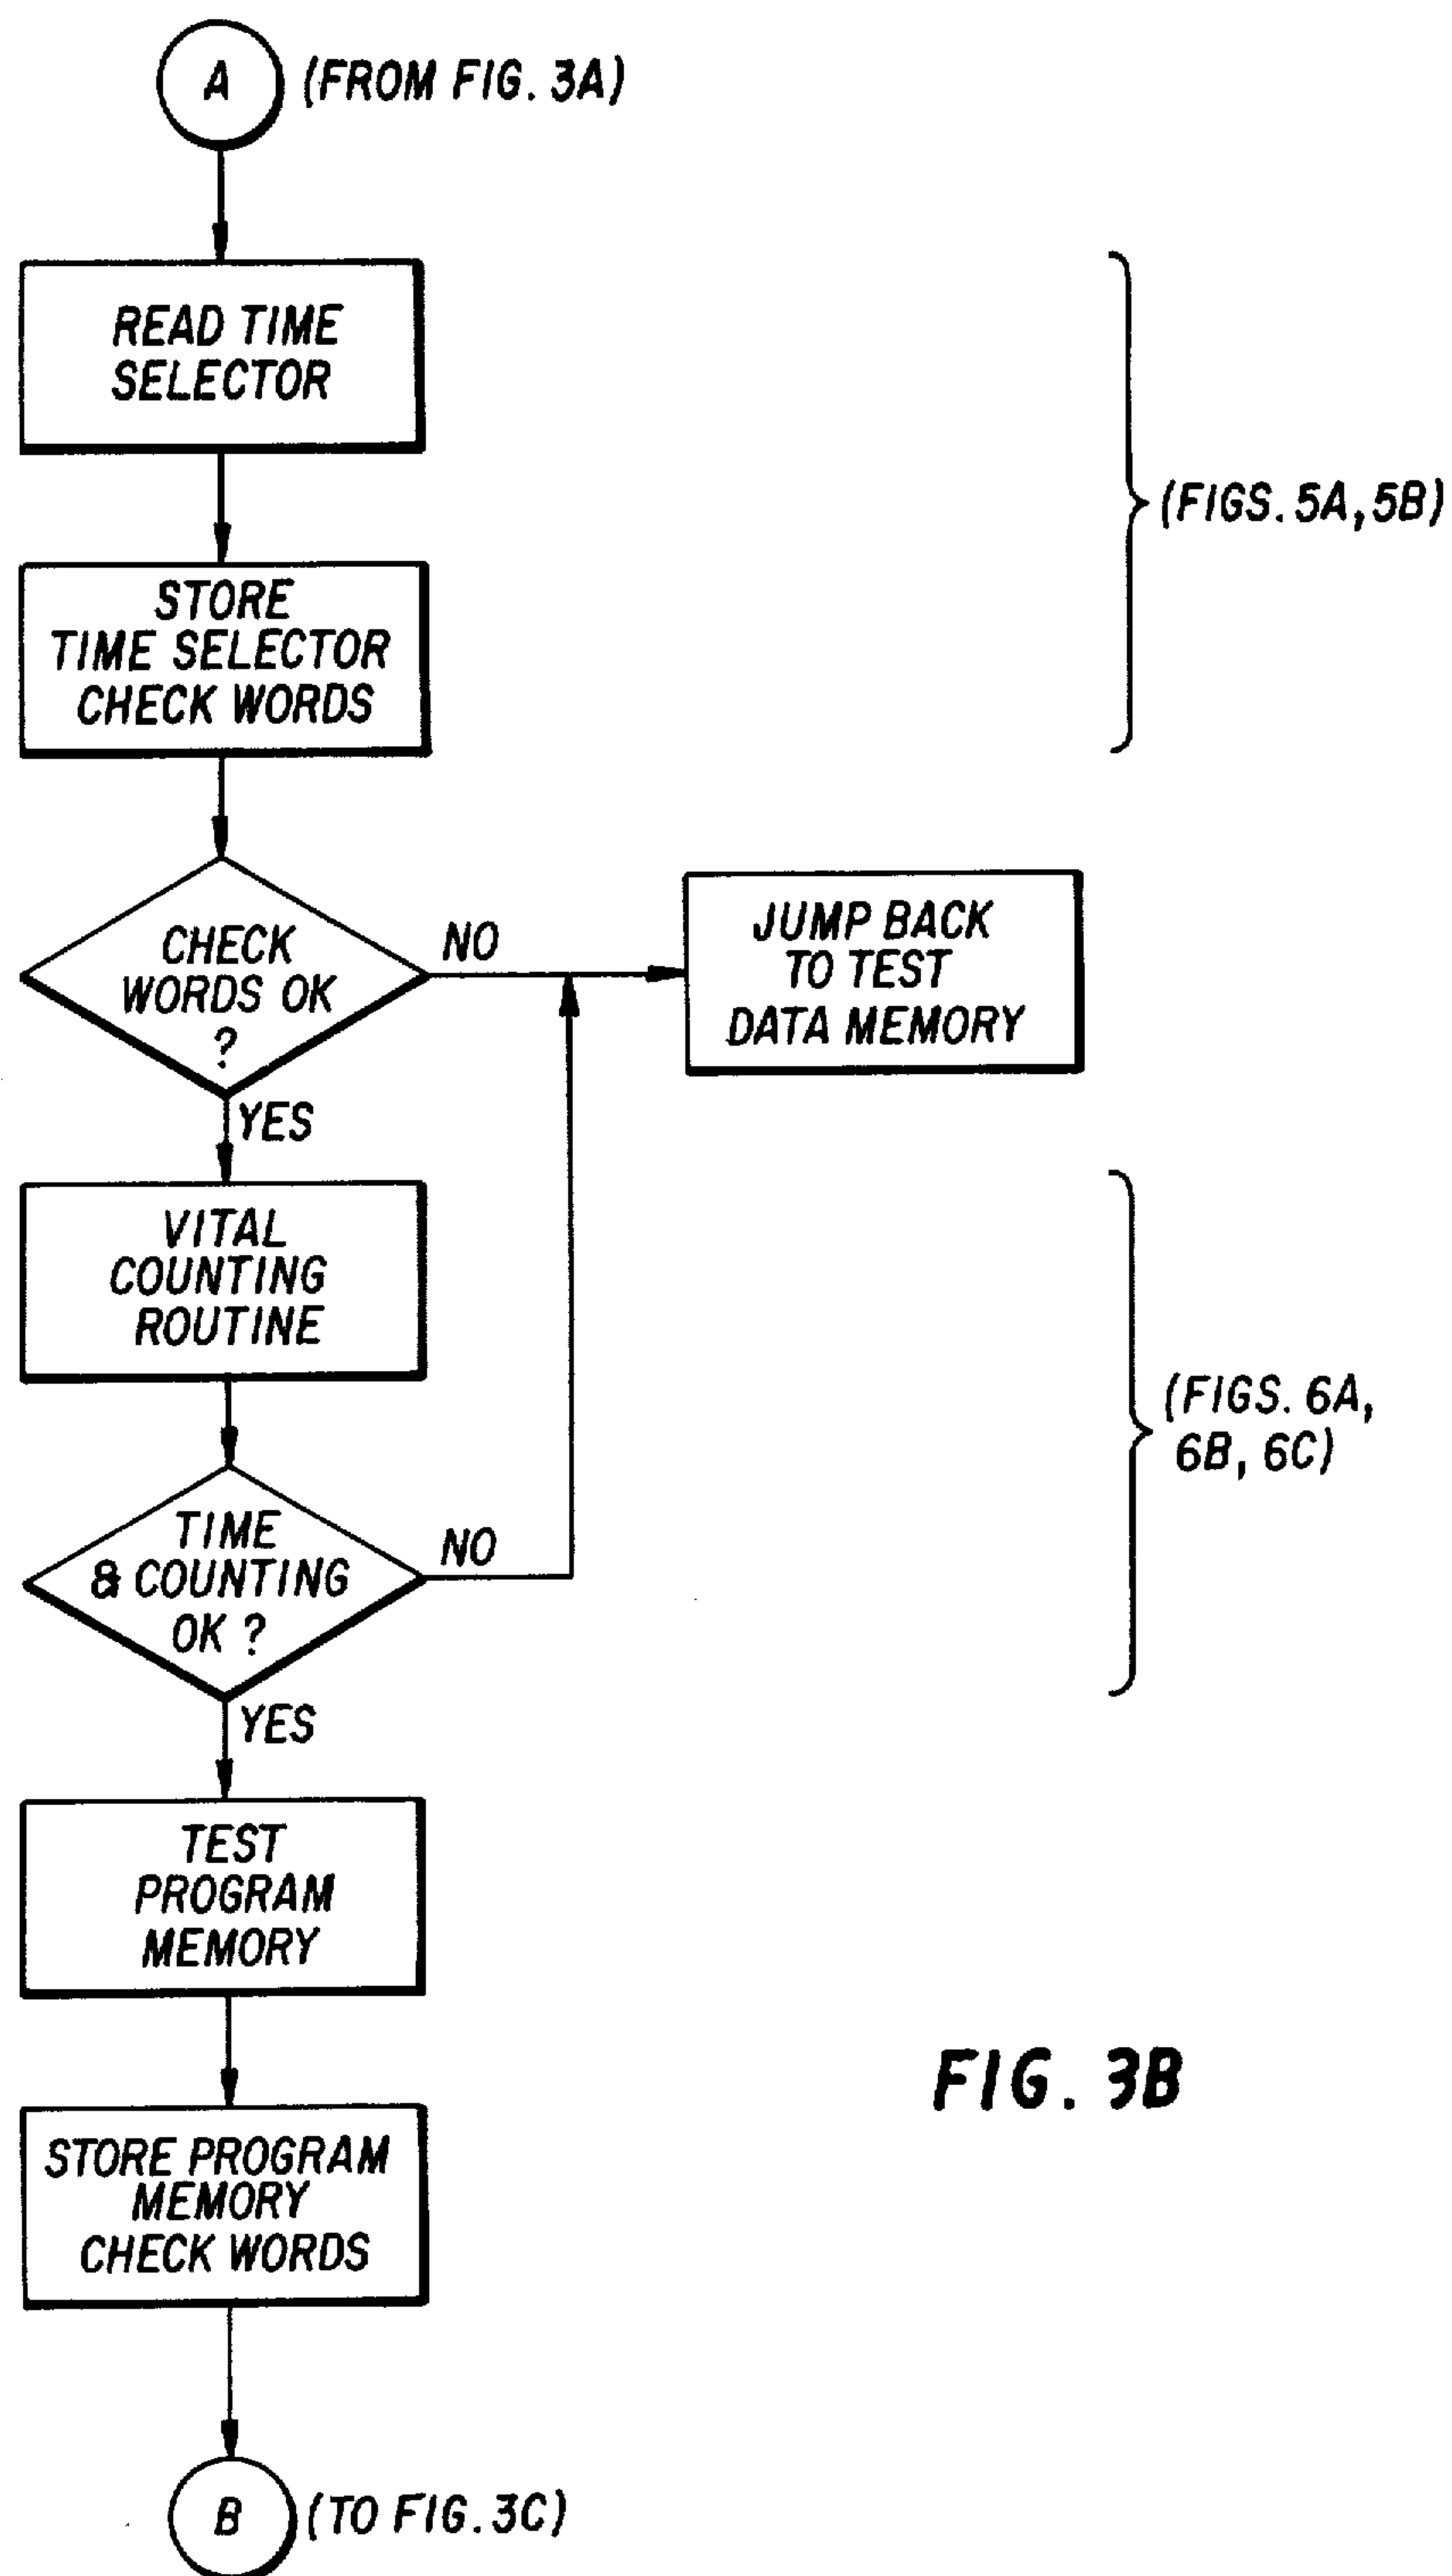 A (FROM FIG. 3A)
READ TIME
SELECTOR
(FIGS. 5A, 5B)
STORE
TIME SELECTOR
CHECK WORDS
CHECK
WORDS OK
?
NO
JUMP BACK
TO TEST
DATA MEMORY
YES
VITAL
COUNTING
ROUTINE
(FIGS. 6A,
6B, 6C)
TIME
& COUNTING
OK ?
NO
YES
TEST
PROGRAM
MEMORY
STORE PROGRAM
MEMORY
CHECK WORDS
FIG. 3B
B (TO FIG. 3C)